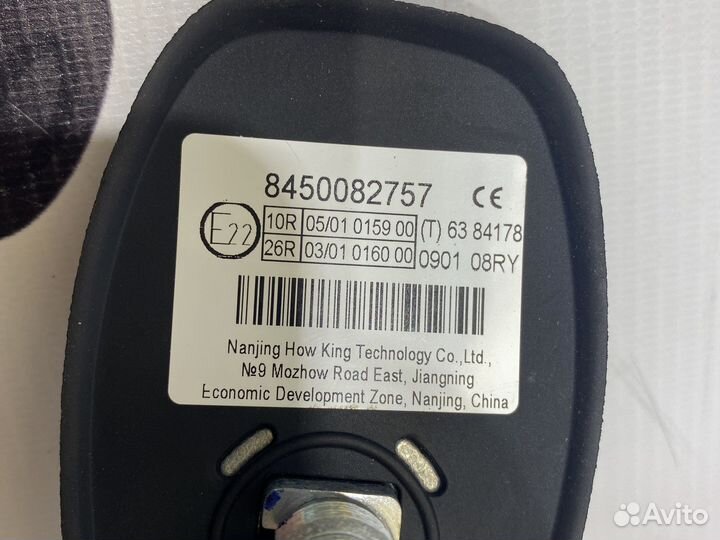 8450082757 CE
E22
10R 05/01 0159 00 (T) 63 84178
26R 03/01 0160 00 0901 08RY
Nanjing How King Technology Co.,Ltd.,
№9 Mozhow Road East, Jiangning
Economic Development Zone, Nanjing, China
Avito